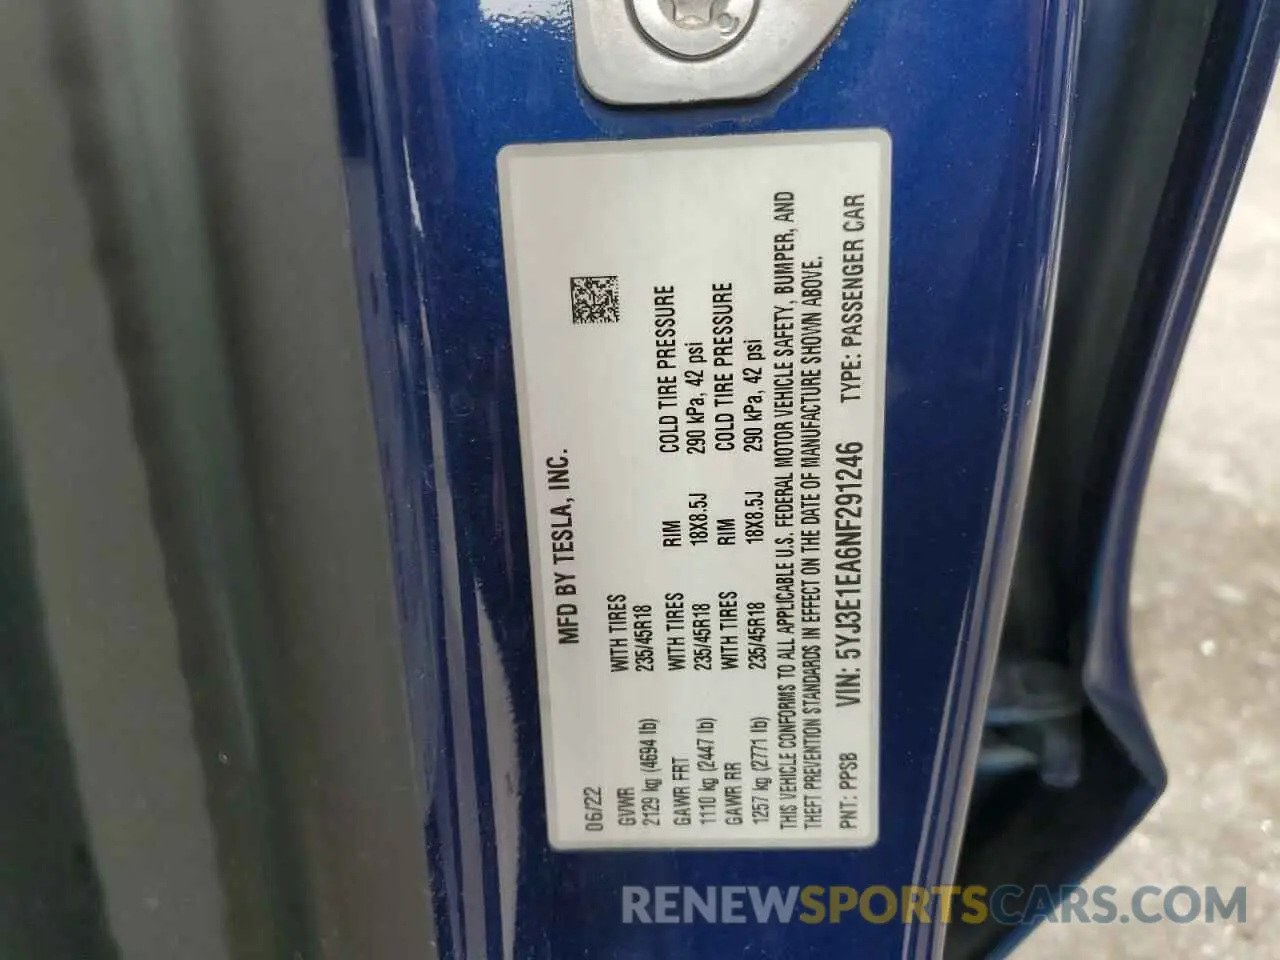 MFD BY TESLA, INC.
06/22
GVWR WITH TIRES
2129 kg (4694 lb) 235/45R18
GAWR FRT WITH TIRES RIM COLD TIRE PRESSURE
1110 kg (2447 lb) 235/45R18 18X8.5J 290 kPa, 42 psi
GAWR RR WITH TIRES RIM COLD TIRE PRESSURE
1257 kg (2771 lb) 235/45R18 18X8.5J 290 kPa, 42 psi
THIS VEHICLE CONFORMS TO ALL APPLICABLE U.S. FEDERAL MOTOR VEHICLE SAFETY, BUMPER, AND
THEFT PREVENTION STANDARDS IN EFFECT ON THE DATE OF MANUFACTURE SHOWN ABOVE.
PNT: PPSB VIN: 5YJ3E1EA6NF291246 TYPE: PASSENGER CAR
RENEWSPORTSCARS.COM